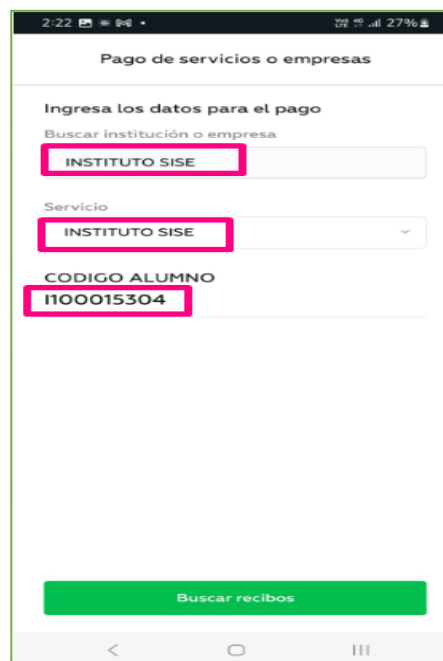 2:22
27%
Pago de servicios o empresas
Ingresa los datos para el pago
Buscar institución o empresa
INSTITUTO SISE
Servicio
INSTITUTO SISE
CODIGO ALUMNO
I100015304
Buscar recibos